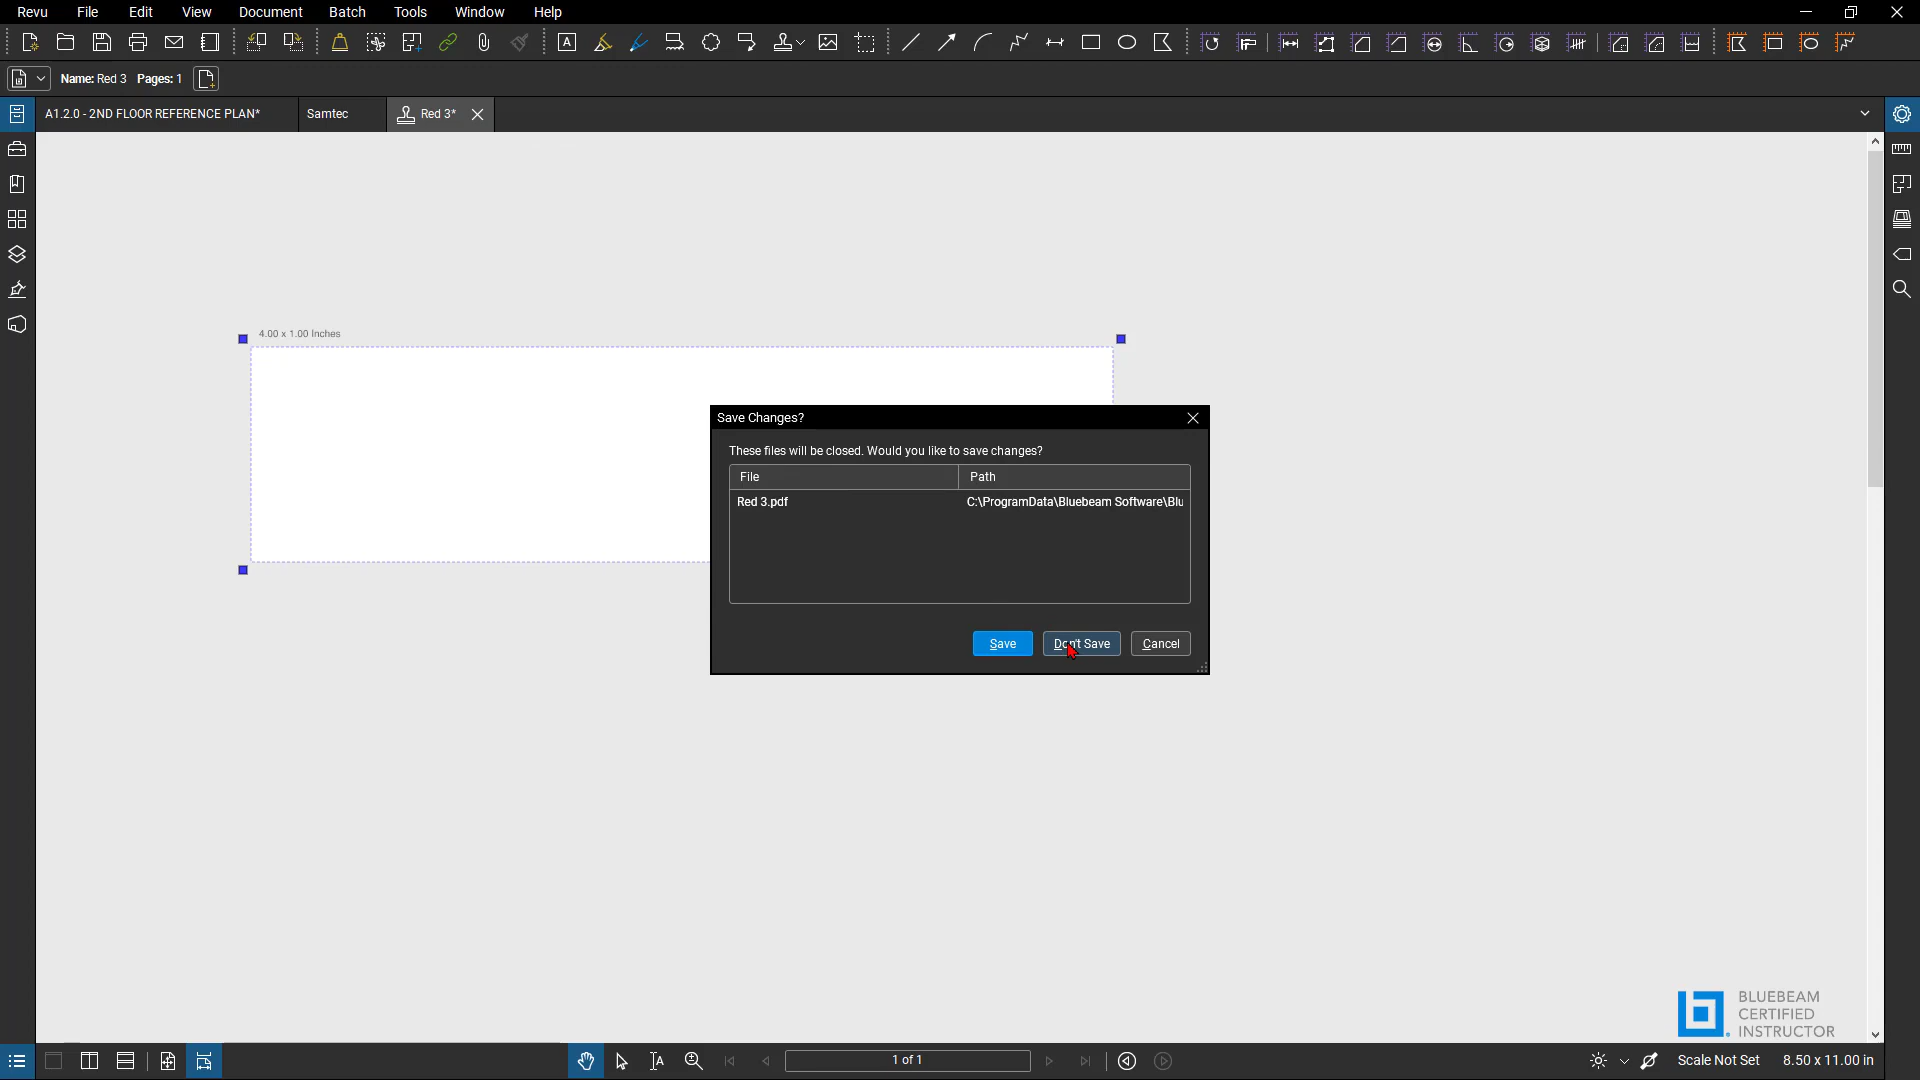 Revu File Edit View Document Batch Tools Window Help
Name: Red 3 Pages: 1
A1.2.0 - 2ND FLOOR REFERENCE PLAN* Samtec Red 3*
4.00 x 1.00 Inches
Save Changes?
These files will be closed. Would you like to save changes?
File Path
Red 3.pdf C:\ProgramData\Bluebeam Software\Blu
Save Don't Save Cancel
BLUEBEAM
CERTIFIED
INSTRUCTOR
1 of 1 Scale Not Set 8.50 x 11.00 in